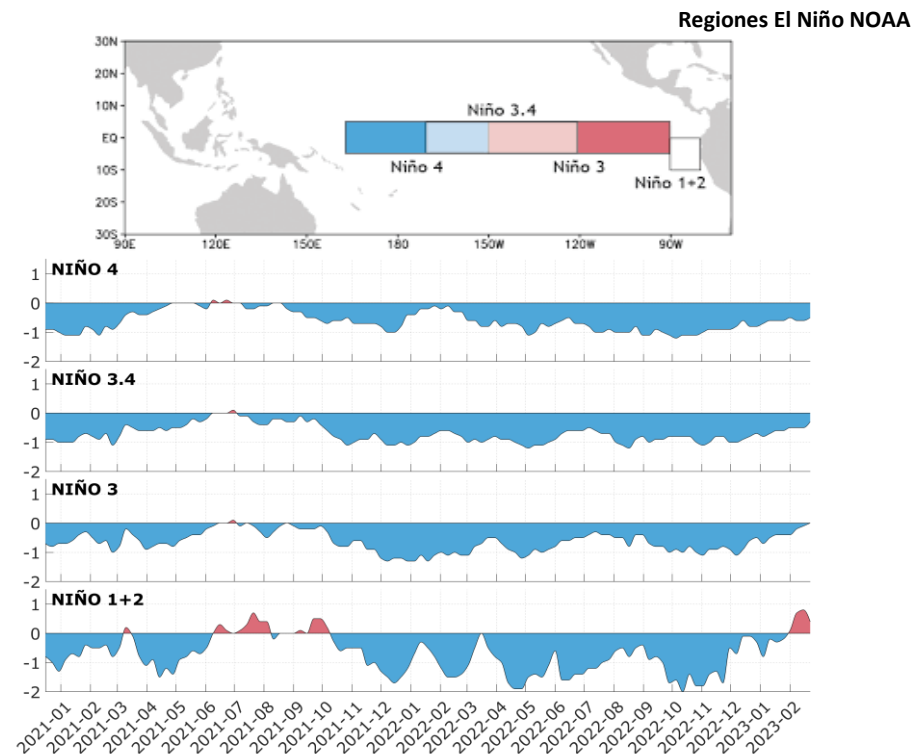 Regiones El Niño NOAA
30N
20N
10N
EQ
10S
20S
30S
Niño 3.4
Niño 4
Niño 3
Niño 1+2
90E 120E 150E 180 150W 120W 90W
NIÑO 4
1
0
-1
-2
NIÑO 3.4
1
0
-1
-2
NIÑO 3
1
0
-1
-2
NIÑO 1+2
1
0
-1
-2
2021-01 2021-02 2021-03 2021-04 2021-05 2021-06 2021-07 2021-08 2021-09 2021-10 2021-11 2021-12 2022-01 2022-02 2022-03 2022-04 2022-05 2022-06 2022-07 2022-08 2022-09 2022-10 2022-11 2022-12 2023-01 2023-02